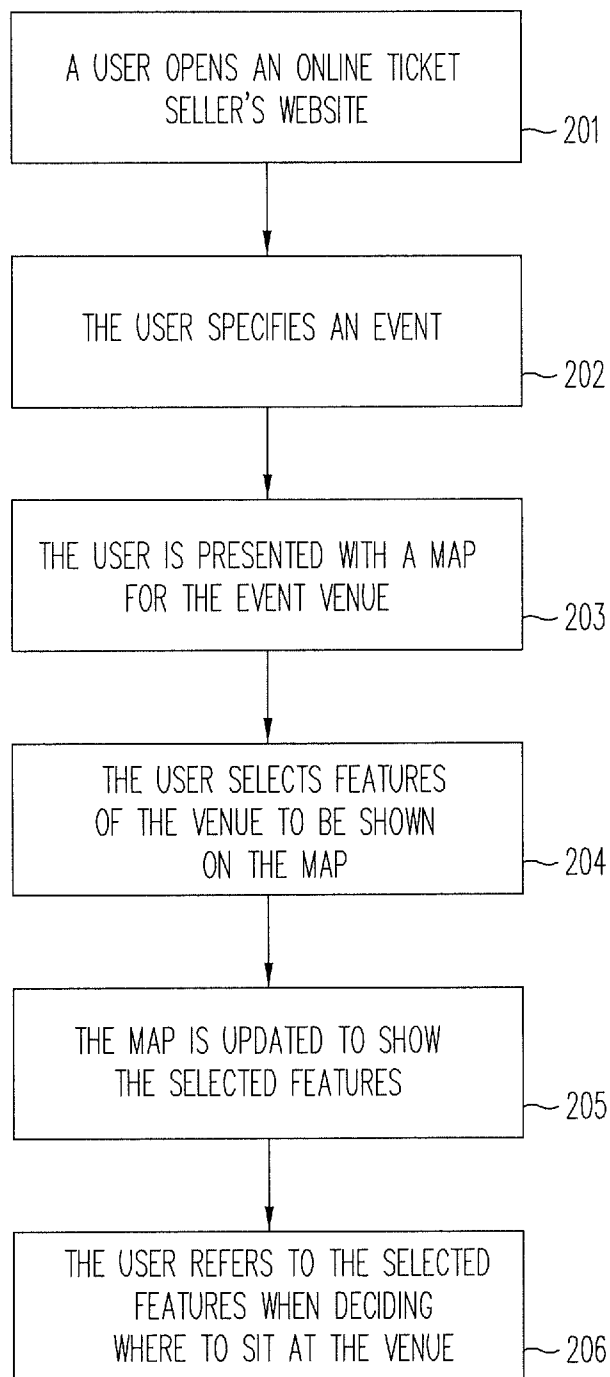 A USER OPENS AN ONLINE TICKET
SELLER'S WEBSITE
201
THE USER SPECIFIES AN EVENT
202
THE USER IS PRESENTED WITH A MAP
FOR THE EVENT VENUE
203
THE USER SELECTS FEATURES
OF THE VENUE TO BE SHOWN
ON THE MAP
204
THE MAP IS UPDATED TO SHOW
THE SELECTED FEATURES
205
THE USER REFERS TO THE SELECTED
FEATURES WHEN DECIDING
WHERE TO SIT AT THE VENUE
206